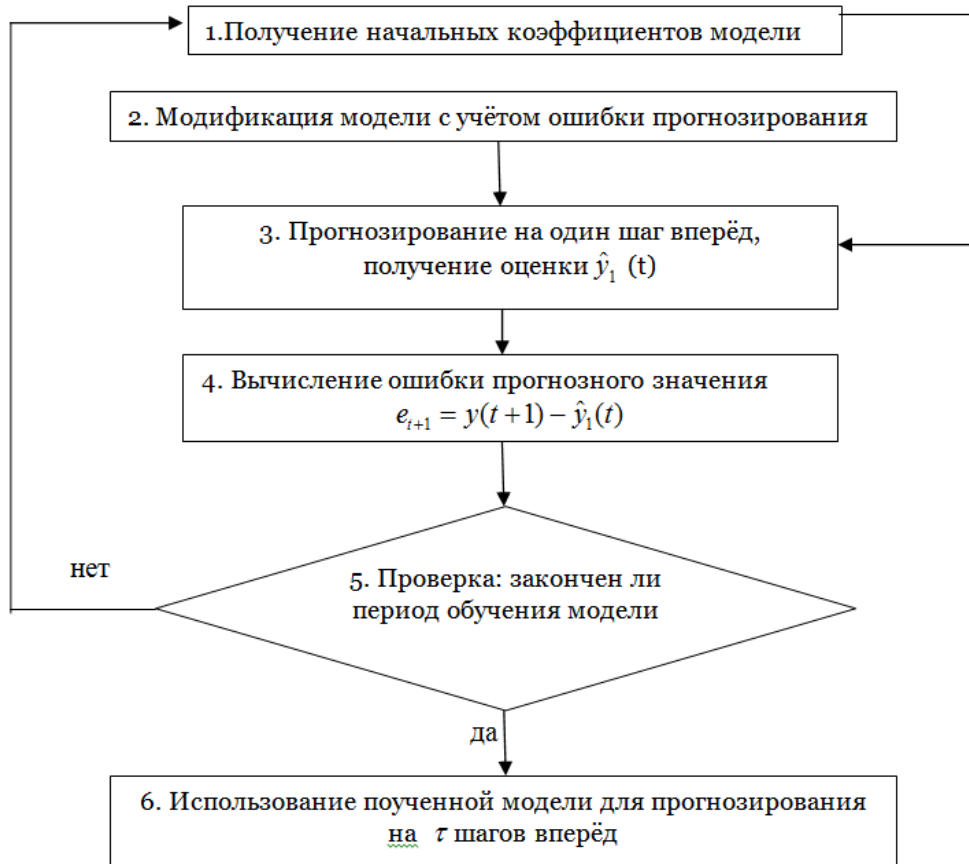 1.Получение начальных коэффициентов модели
2. Модификация модели с учётом ошибки прогнозирования
3. Прогнозирование на один шаг вперёд,
получение оценки ŷ₁ (t)
4. Вычисление ошибки прогнозного значения
eₜ₊₁ = y(t+1) − ŷ₁(t)
нет
5. Проверка: закончен ли
период обучения модели
да
6. Использование поученной модели для прогнозирования
на τ шагов вперёд